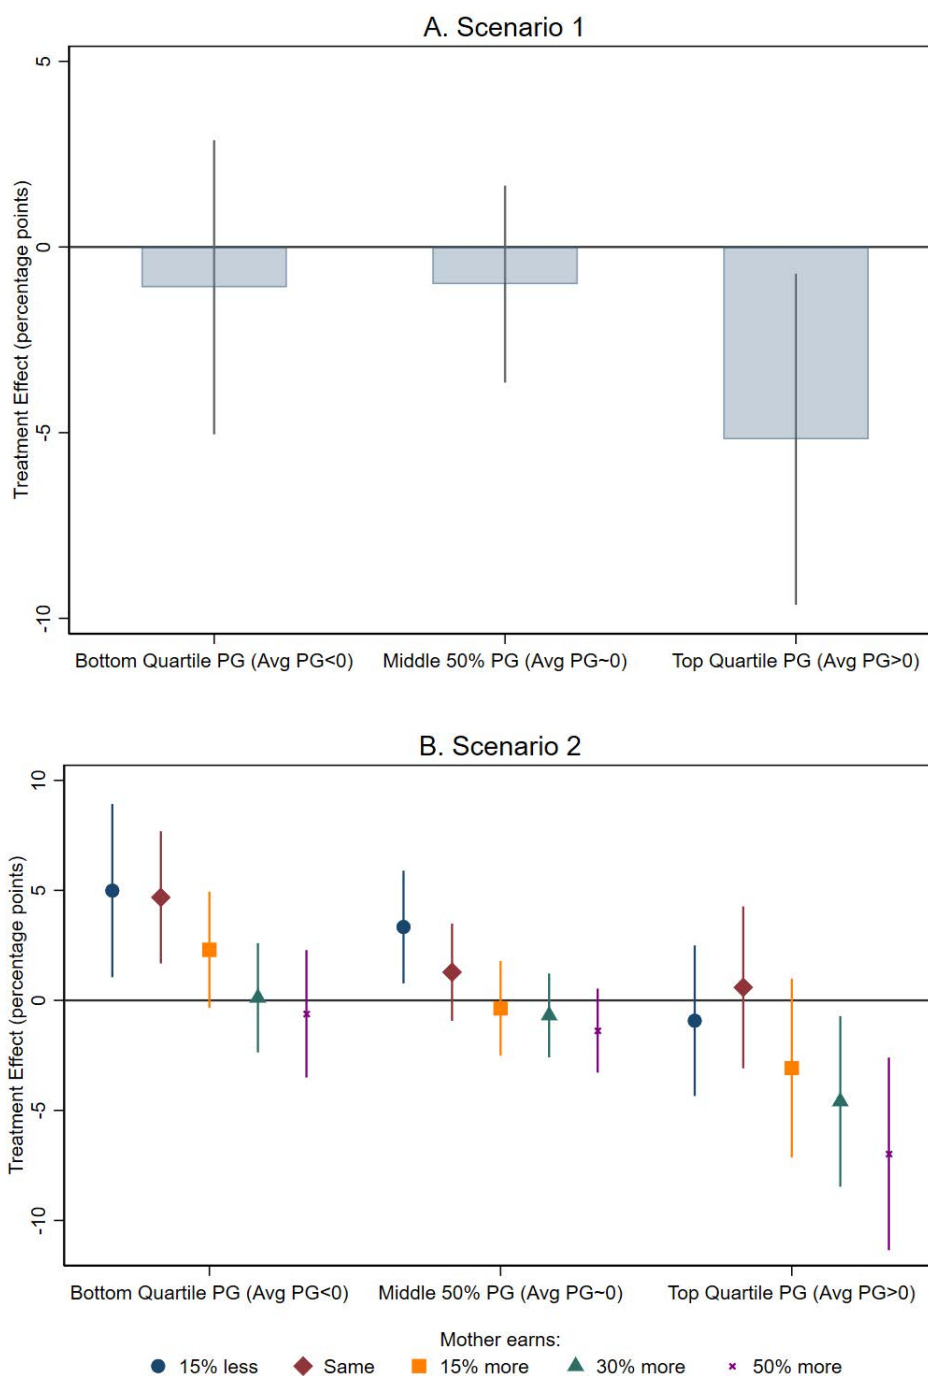 A. Scenario 1
Treatment Effect (percentage points)
5
0
-5
-10
Bottom Quartile PG (Avg PG<0) Middle 50% PG (Avg PG~0) Top Quartile PG (Avg PG>0)
B. Scenario 2
Treatment Effect (percentage points)
10
5
0
-5
-10
Bottom Quartile PG (Avg PG<0) Middle 50% PG (Avg PG~0) Top Quartile PG (Avg PG>0)
Mother earns:
15% less Same 15% more 30% more 50% more